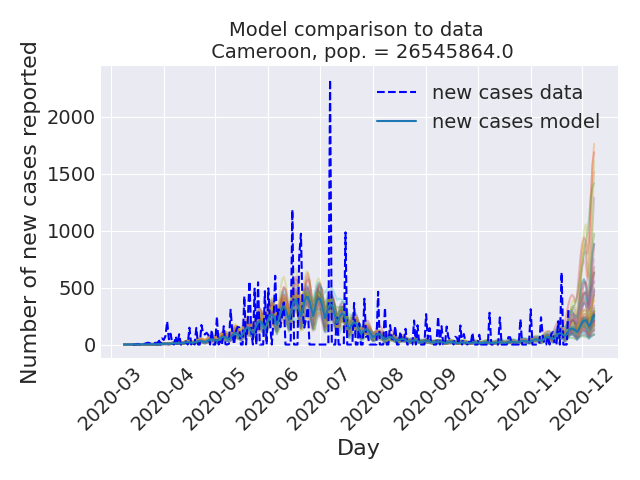 Model comparison to data
Cameroon, pop. = 26545864.0
new cases data
new cases model
Number of new cases reported
2000
1500
1000
500
0
2020-03
2020-04
2020-05
2020-06
2020-07
2020-08
2020-09
2020-10
2020-11
2020-12
Day